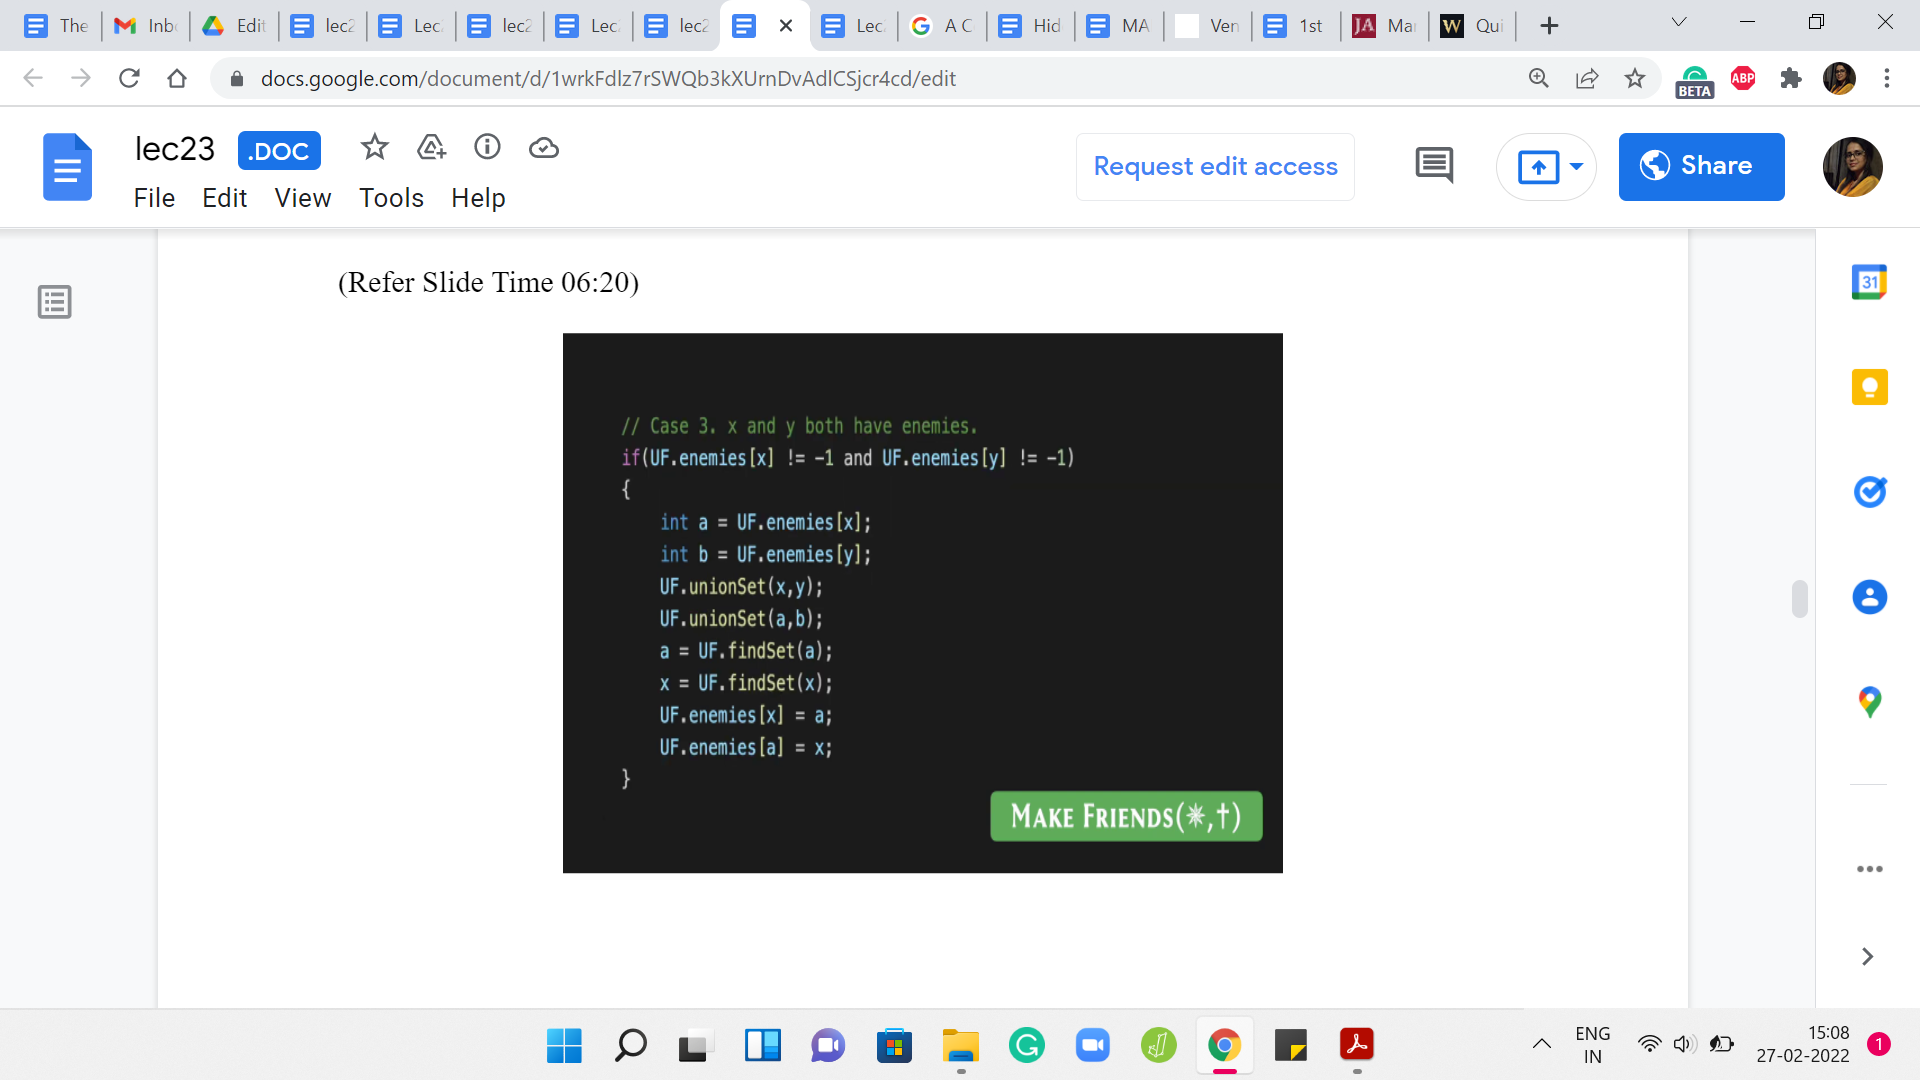 The
Inb
Edit
lec2
Lec
lec2
Lec
lec2
Lec
A C
Hid
MA
Ven
1st
Mar
Qui
docs.google.com/document/d/1wrkFdlz7rSWQb3kXUrnDvAdlCSjcr4cd/edit
BETA
ABP
lec23
.DOC
Request edit access
Share
File Edit View Tools Help
(Refer Slide Time 06:20)
31
// Case 3. x and y both have enemies.
if(UF.enemies[x] != -1 and UF.enemies[y] != -1)
{
int a = UF.enemies[x];
int b = UF.enemies[y];
UF.unionSet(x,y);
UF.unionSet(a,b);
a = UF.findSet(a);
x = UF.findSet(x);
UF.enemies[x] = a;
UF.enemies[a] = x;
}
MAKE FRIENDS(✵,†)
ENG
IN
15:08
27-02-2022
1